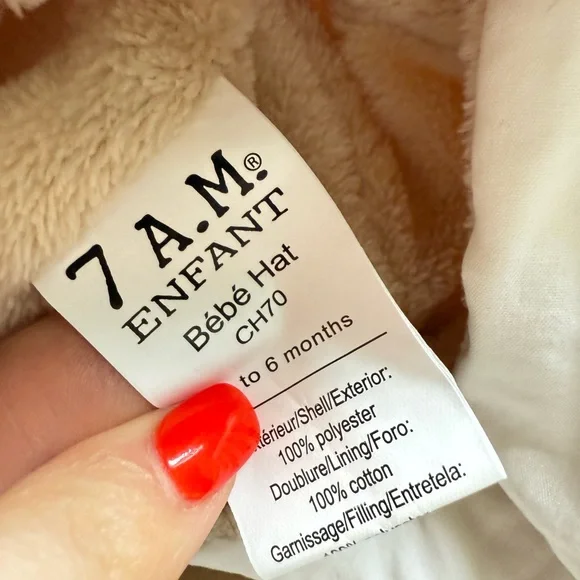 7 A.M.®
ENFANT
Bébé Hat
CH70
to 6 months
térieur/Shell/Exterior:
100% polyester
Doublure/Lining/Foro:
100% cotton
Garnissage/Filling/Entretela: